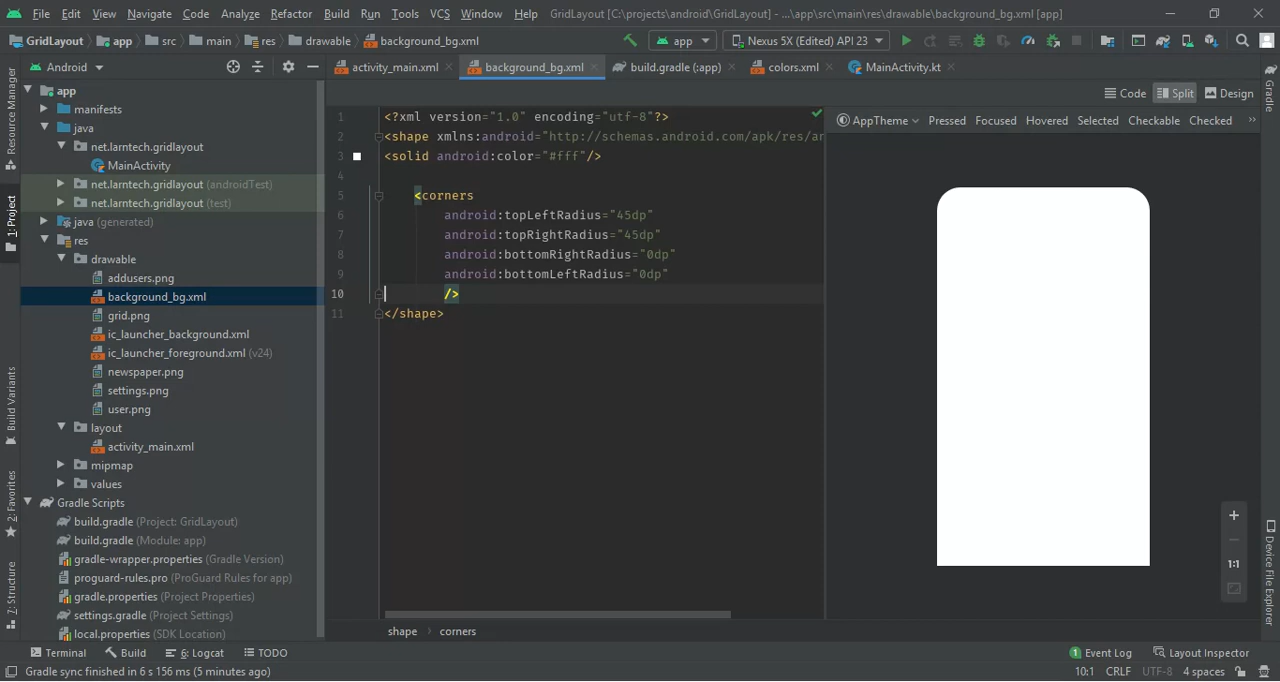 File Edit View Navigate Code Analyze Refactor Build Run Tools VCS Window Help GridLayout [C:\projects\android\GridLayout] - ...\app\src\main\res\drawable\background_bg.xml [app]
GridLayout app src main res drawable background_bg.xml app Nexus 5X (Edited) API 23
Android activity_main.xml background_bg.xml build.gradle (:app) colors.xml MainActivity.kt
Code Split Design
AppTheme Pressed Focused Hovered Selected Checkable Checked »
Resource Manager
1: Project
Build Variants
2: Favorites
7: Structure
app
manifests
java
net.larntech.gridlayout
MainActivity
net.larntech.gridlayout (androidTest)
net.larntech.gridlayout (test)
java (generated)
res
drawable
addusers.png
background_bg.xml
grid.png
ic_launcher_background.xml
ic_launcher_foreground.xml (v24)
newspaper.png
settings.png
user.png
layout
activity_main.xml
mipmap
values
Gradle Scripts
build.gradle (Project: GridLayout)
build.gradle (Module: app)
gradle-wrapper.properties (Gradle Version)
proguard-rules.pro (ProGuard Rules for app)
gradle.properties (Project Properties)
settings.gradle (Project Settings)
local.properties (SDK Location)
1 <?xml version="1.0" encoding="utf-8"?>
2 <shape xmlns:android="http://schemas.android.com/apk/res/an
3 <solid android:color="#fff"/>
4
5 <corners
6 android:topLeftRadius="45dp"
7 android:topRightRadius="45dp"
8 android:bottomRightRadius="0dp"
9 android:bottomLeftRadius="0dp"
10 />
11 </shape>
shape › corners
+
−
1:1
Gradle
Device File Explorer
Terminal Build 6: Logcat TODO 1 Event Log Layout Inspector
Gradle sync finished in 6 s 156 ms (5 minutes ago) 10:1 CRLF UTF-8 4 spaces